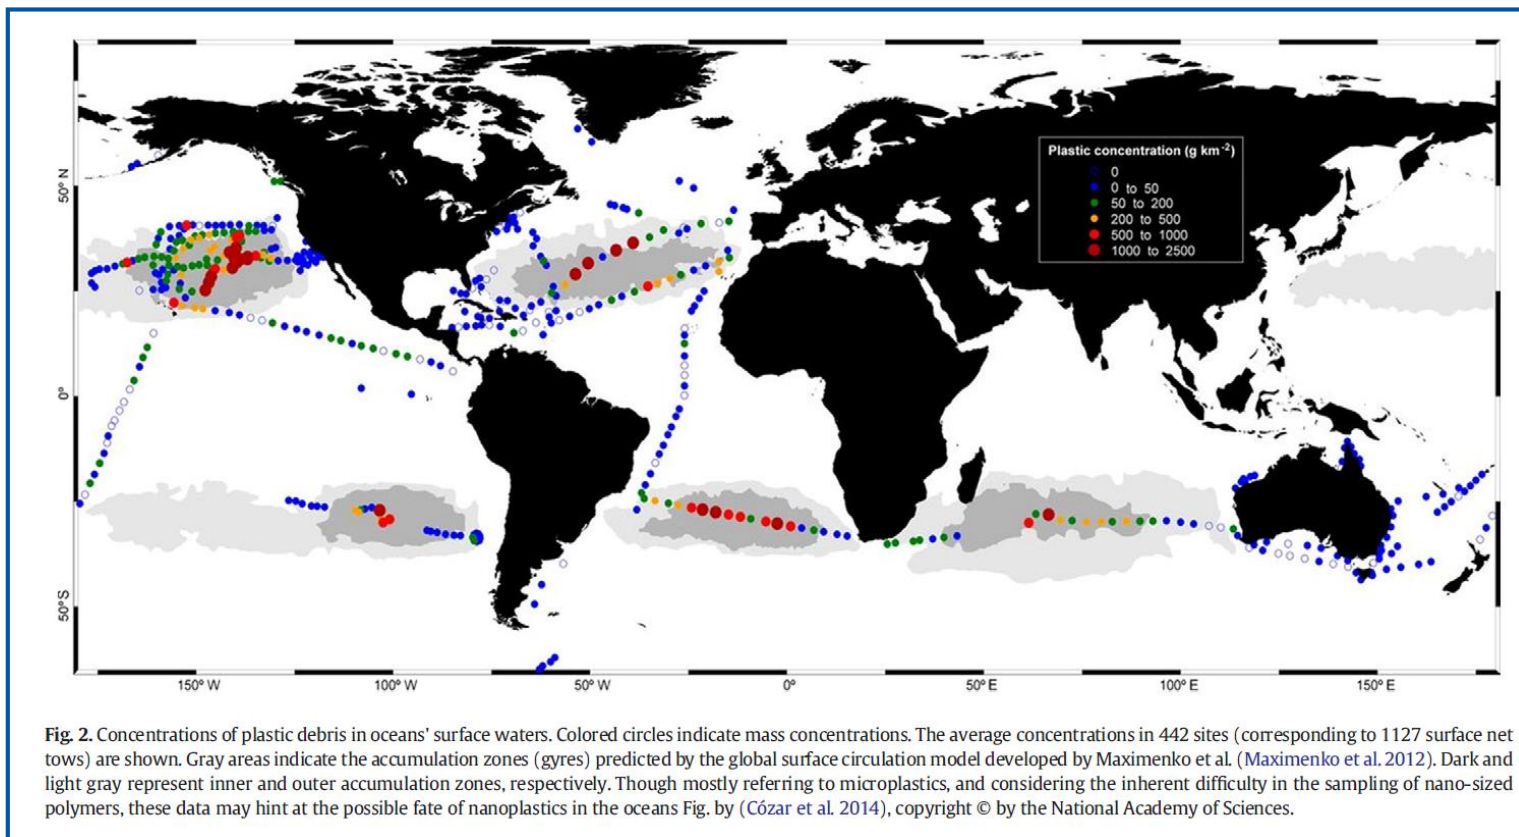 Plastic concentration (g km⁻²)
0
0 to 50
50 to 200
200 to 500
500 to 1000
1000 to 2500
50° N
0°
50°S
150° W
100° W
50° W
0°
50° E
100° E
150° E
Fig. 2. Concentrations of plastic debris in oceans' surface waters. Colored circles indicate mass concentrations. The average concentrations in 442 sites (corresponding to 1127 surface net
tows) are shown. Gray areas indicate the accumulation zones (gyres) predicted by the global surface circulation model developed by Maximenko et al. (Maximenko et al. 2012). Dark and
light gray represent inner and outer accumulation zones, respectively. Though mostly referring to microplastics, and considering the inherent difficulty in the sampling of nano-sized
polymers, these data may hint at the possible fate of nanoplastics in the oceans Fig. by (Cózar et al. 2014), copyright © by the National Academy of Sciences.